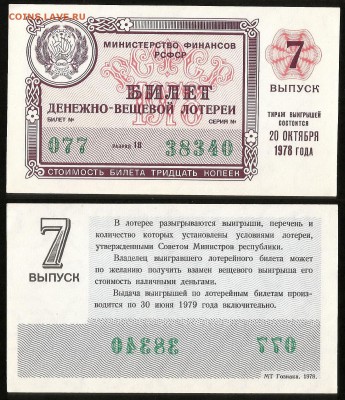 COINS.LAVE.RU
МИНИСТЕРСТВО ФИНАНСОВ
РСФСР
БИЛЕТ
1978
ДЕНЕЖНО-ВЕЩЕВОЙ ЛОТЕРЕИ
БИЛЕТ № СЕРИЯ №
077 РАЗРЯД 18 38340
СТОИМОСТЬ БИЛЕТА ТРИДЦАТЬ КОПЕЕК
7
ВЫПУСК
ТИРАЖ ВЫИГРЫШЕЙ
СОСТОИТСЯ
20 ОКТЯБРЯ
1978 ГОДА
7
ВЫПУСК
В лотерее разыгрываются выигрыши, перечень и
количество которых установлены условиями лотереи,
утвержденными Советом Министров республики.
Владелец выигравшего лотерейного билета может
по желанию получить взамен вещевого выигрыша его
стоимость наличными деньгами.
Выдача выигрышей по лотерейным билетам произ-
водится по 30 июня 1979 года включительно.
38340 077
МТ Гознака, 1978.